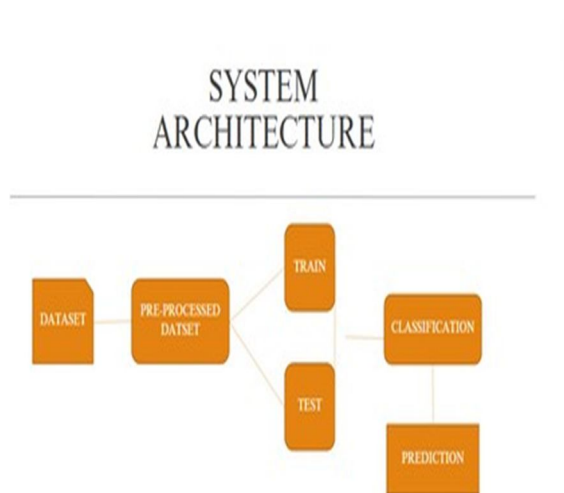 SYSTEM
ARCHITECTURE
DATASET
PRE-PROCESSED
DATSET
TRAIN
TEST
CLASSIFICATION
PREDICTION